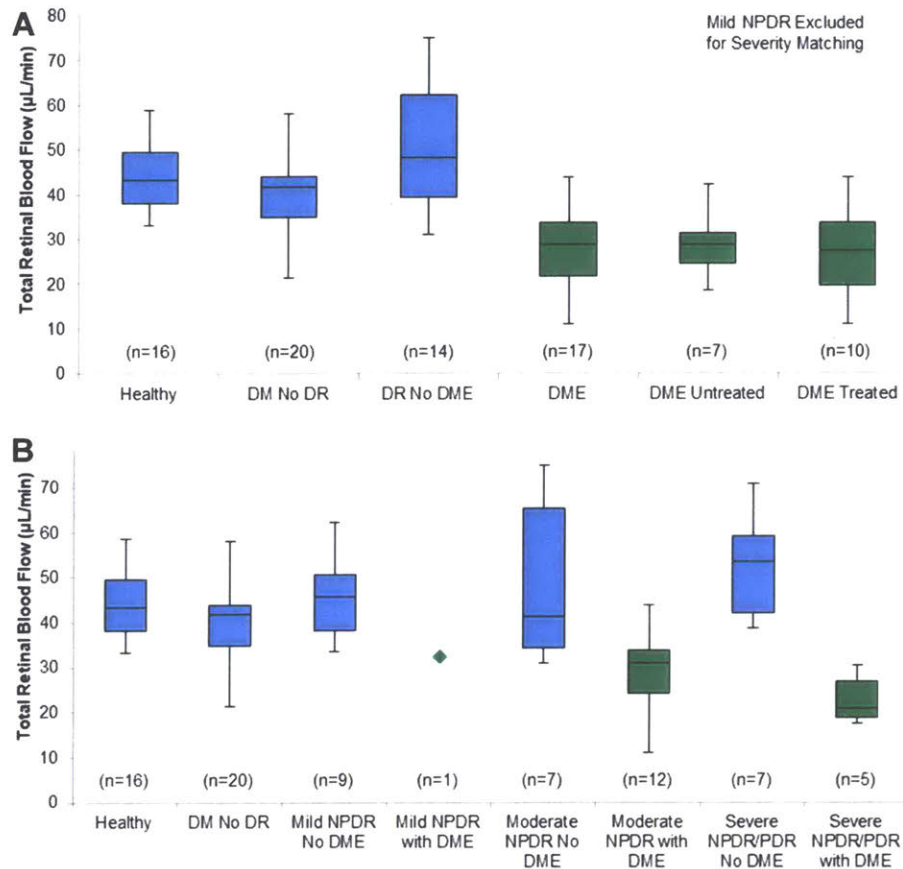 A
Mild NPDR Excluded
for Severity Matching
Total Retinal Blood Flow (µL/min)
80
70
60
50
40
30
20
10
0
(n=16) (n=20) (n=14) (n=17) (n=7) (n=10)
Healthy DM No DR DR No DME DME DME Untreated DME Treated
B
Total Retinal Blood Flow (µL/min)
70
60
50
40
30
20
10
0
(n=16) (n=20) (n=9) (n=1) (n=7) (n=12) (n=7) (n=5)
Healthy DM No DR Mild NPDR Mild NPDR Moderate Moderate Severe Severe
No DME with DME NPDR No NPDR with NPDR/PDR NPDR/PDR
DME DME No DME with DME